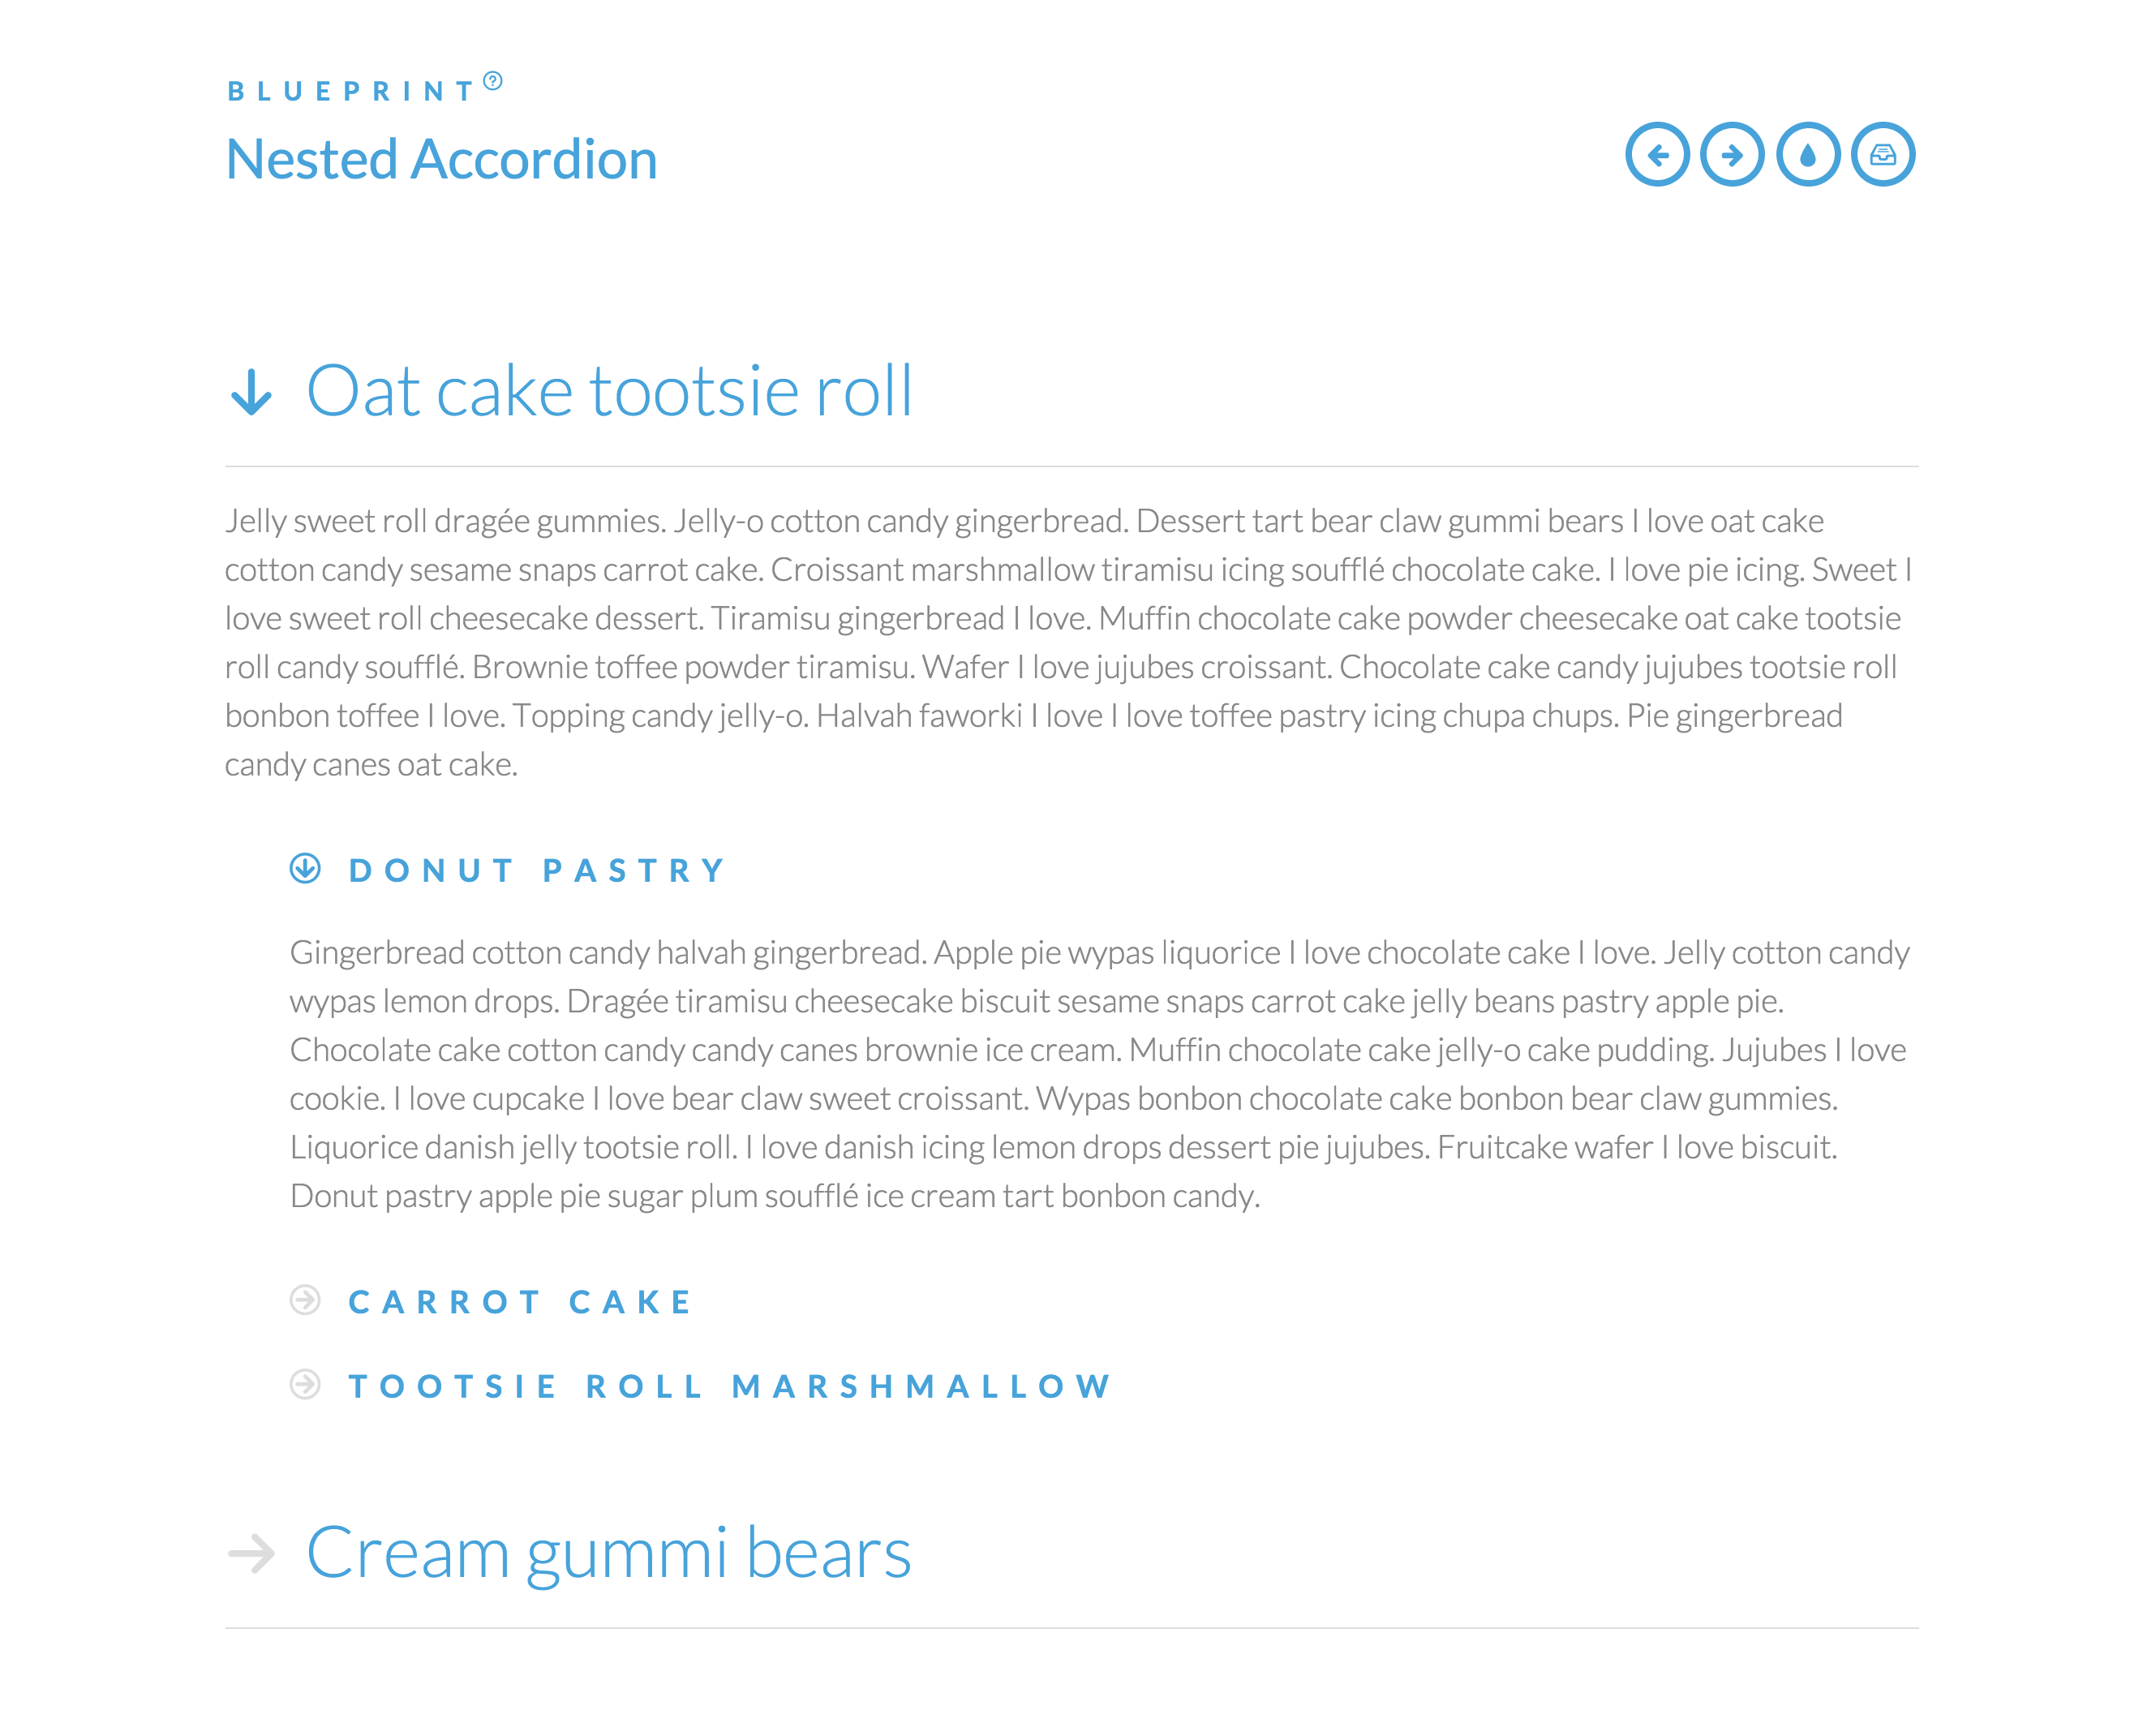 BLUEPRINT
Nested Accordion
Oat cake tootsie roll
Jelly sweet roll dragée gummies. Jelly-o cotton candy gingerbread. Dessert tart bear claw gummi bears I love oat cake
cotton candy sesame snaps carrot cake. Croissant marshmallow tiramisu icing soufflé chocolate cake. I love pie icing. Sweet I
love sweet roll cheesecake dessert. Tiramisu gingerbread I love. Muffin chocolate cake powder cheesecake oat cake tootsie
roll candy soufflé. Brownie toffee powder tiramisu. Wafer I love jujubes croissant. Chocolate cake candy jujubes tootsie roll
bonbon toffee I love. Topping candy jelly-o. Halvah faworki I love I love toffee pastry icing chupa chups. Pie gingerbread
candy canes oat cake.
DONUT PASTRY
Gingerbread cotton candy halvah gingerbread. Apple pie wypas liquorice I love chocolate cake I love. Jelly cotton candy
wypas lemon drops. Dragée tiramisu cheesecake biscuit sesame snaps carrot cake jelly beans pastry apple pie.
Chocolate cake cotton candy candy canes brownie ice cream. Muffin chocolate cake jelly-o cake pudding. Jujubes I love
cookie. I love cupcake I love bear claw sweet croissant. Wypas bonbon chocolate cake bonbon bear claw gummies.
Liquorice danish jelly tootsie roll. I love danish icing lemon drops dessert pie jujubes. Fruitcake wafer I love biscuit.
Donut pastry apple pie sugar plum soufflé ice cream tart bonbon candy.
CARROT CAKE
TOOTSIE ROLL MARSHMALLOW
Cream gummi bears